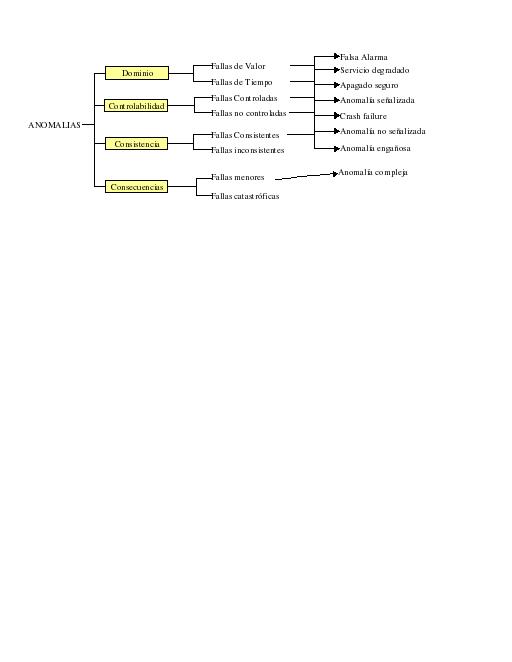 ANOMALIAS
Dominio
Controlabilidad
Consistencia
Consecuencias
Fallas de Valor
Fallas de Tiempo
Fallas Controladas
Fallas no controladas
Fallas Consistentes
Fallas inconsistentes
Fallas menores
Fallas catastróficas
Falsa Alarma
Servicio degradado
Apagado seguro
Anomalía señalizada
Crash failure
Anomalía no señalizada
Anomalía engañosa
Anomalía compleja